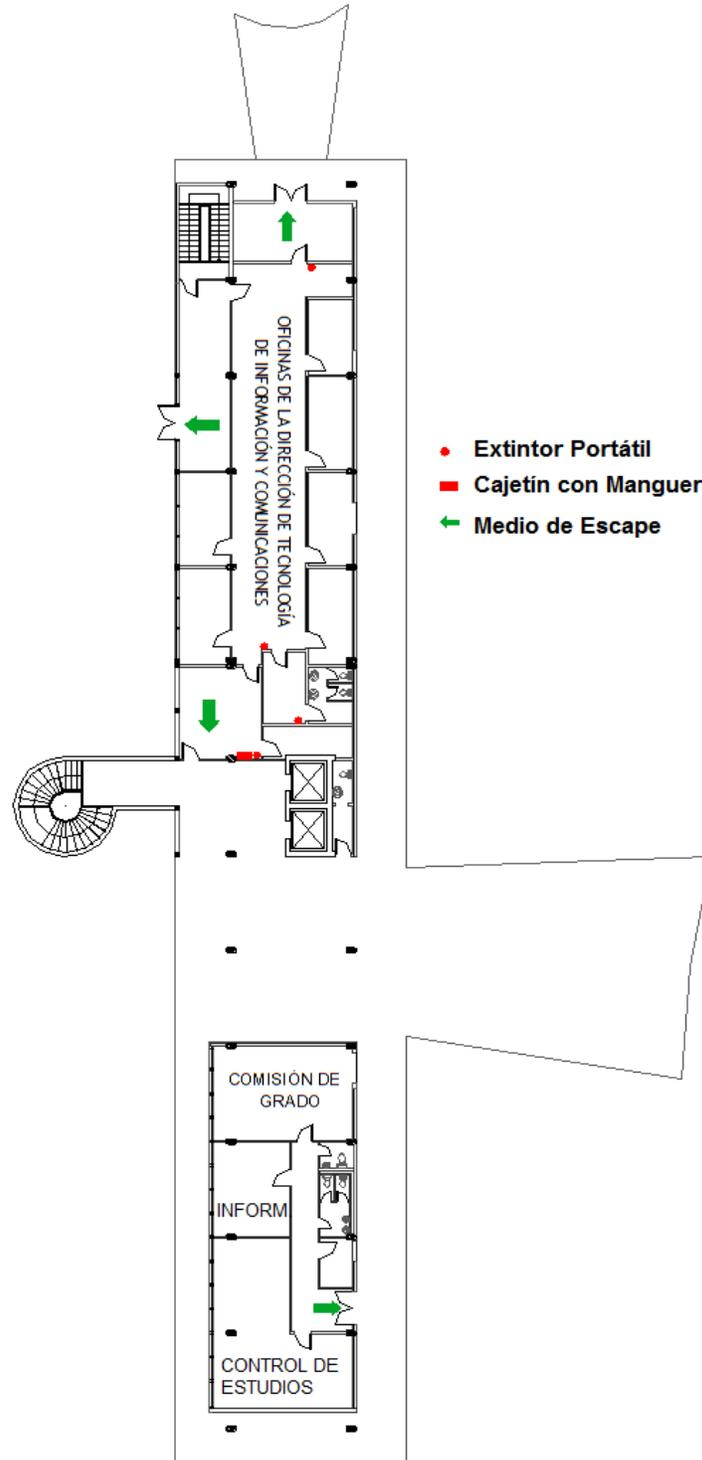 OFICINAS DE LA DIRECCIÓN DE TECNOLOGÍA
DE INFORMACIÓN Y COMUNICACIONES
Extintor Portátil
Cajetín con Manguer
Medio de Escape
COMISIÓN DE
GRADO
INFORM
CONTROL DE
ESTUDIOS